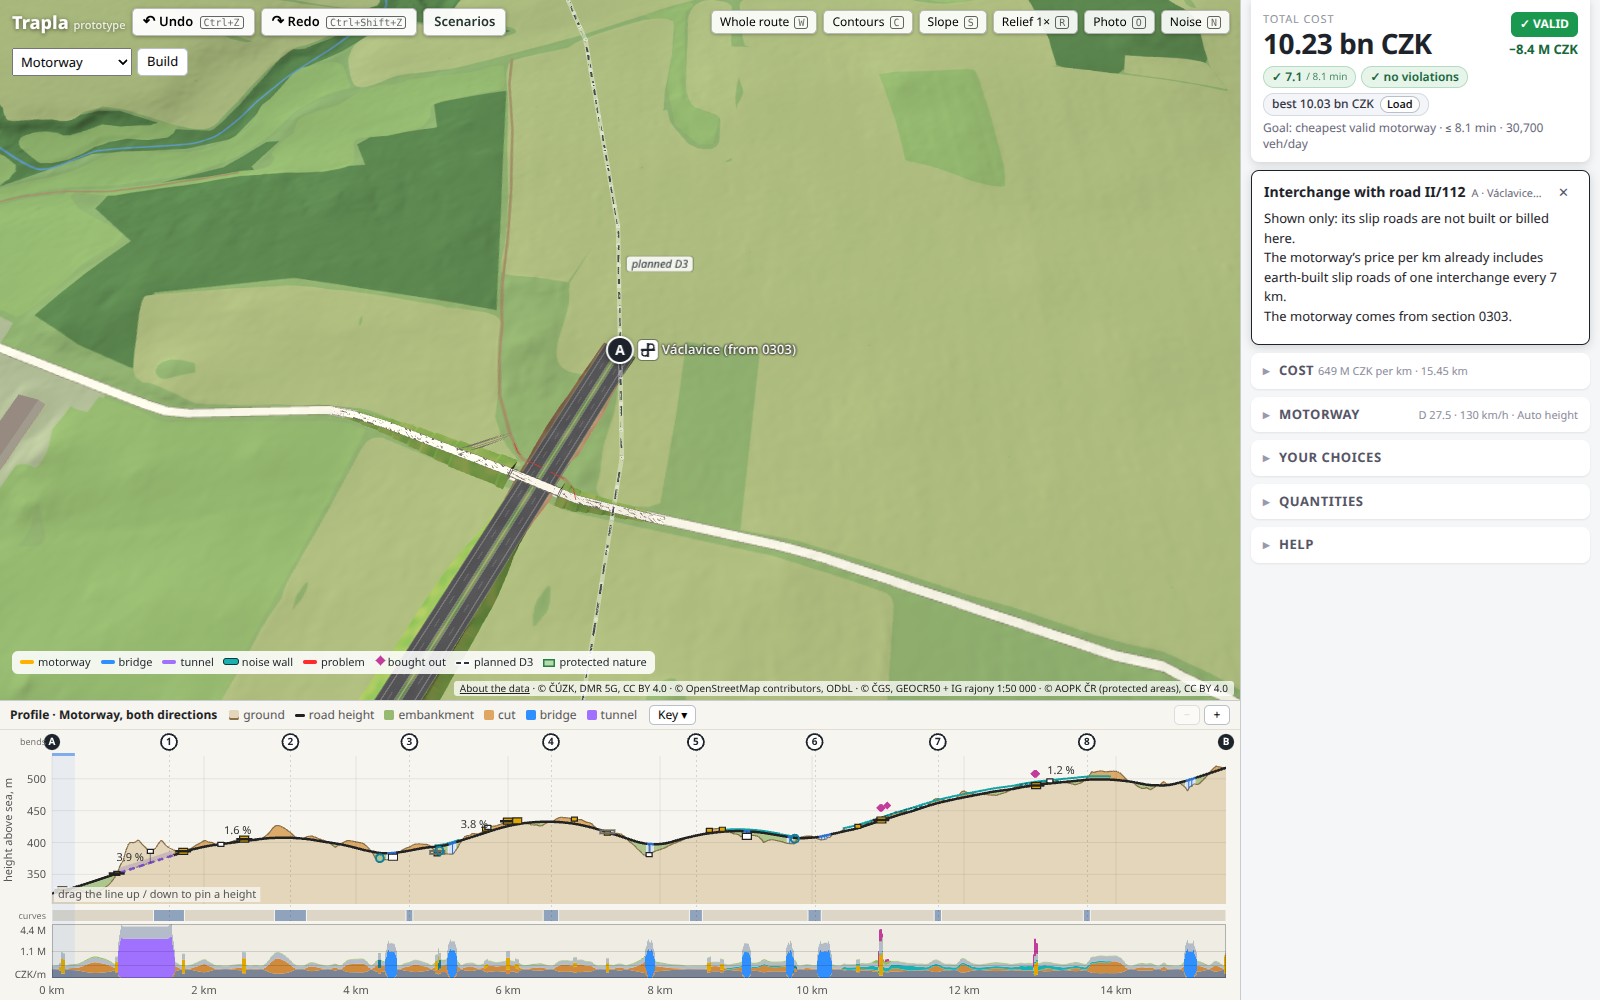 Trapla prototype
↶ Undo Ctrl+Z
↷ Redo Ctrl+Shift+Z
Scenarios
Whole route W
Contours C
Slope S
Relief 1× R
Photo O
Noise N
Motorway
Build
planned D3
A
Václavice (from 0303)
motorway
bridge
tunnel
noise wall
problem
bought out
planned D3
protected nature
About the data · © ČÚZK, DMR 5G, CC BY 4.0 · © OpenStreetMap contributors, ODbL · © ČGS, GEOCR50 + IG rajony 1:50 000 · © AOPK ČR (protected areas), CC BY 4.0
TOTAL COST
✓ VALID
10.23 bn CZK
−8.4 M CZK
✓ 7.1 / 8.1 min
✓ no violations
best 10.03 bn CZK Load
Goal: cheapest valid motorway · ≤ 8.1 min · 30,700
veh/day
Interchange with road II/112 A · Václavice… ✕
Shown only: its slip roads are not built or billed
here.
The motorway's price per km already includes
earth-built slip roads of one interchange every 7
km.
The motorway comes from section 0303.
▶ COST 649 M CZK per km · 15.45 km
▶ MOTORWAY D 27.5 · 130 km/h · Auto height
▶ YOUR CHOICES
▶ QUANTITIES
▶ HELP
Profile · Motorway, both directions
ground
road height
embankment
cut
bridge
tunnel
Key ▾
−
+
bends A 1 2 3 4 5 6 7 8 B
height above sea, m
500
450
400
350
3.9 %
1.6 %
3.8 %
1.2 %
drag the line up / down to pin a height
curves
4.4 M
1.1 M
CZK/m
0 km 2 km 4 km 6 km 8 km 10 km 12 km 14 km